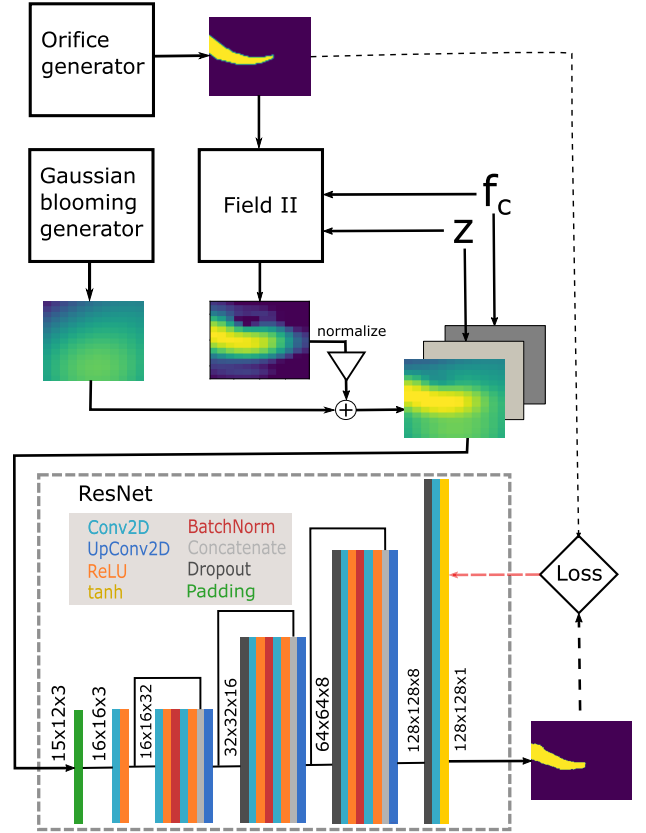 Orifice
generator
Gaussian
blooming
generator
Field II
f_c
z
normalize
+
ResNet
Conv2D
BatchNorm
UpConv2D
Concatenate
ReLU
Dropout
tanh
Padding
Loss
15x12x3
16x16x3
16x16x32
32x32x16
64x64x8
128x128x8
128x128x1